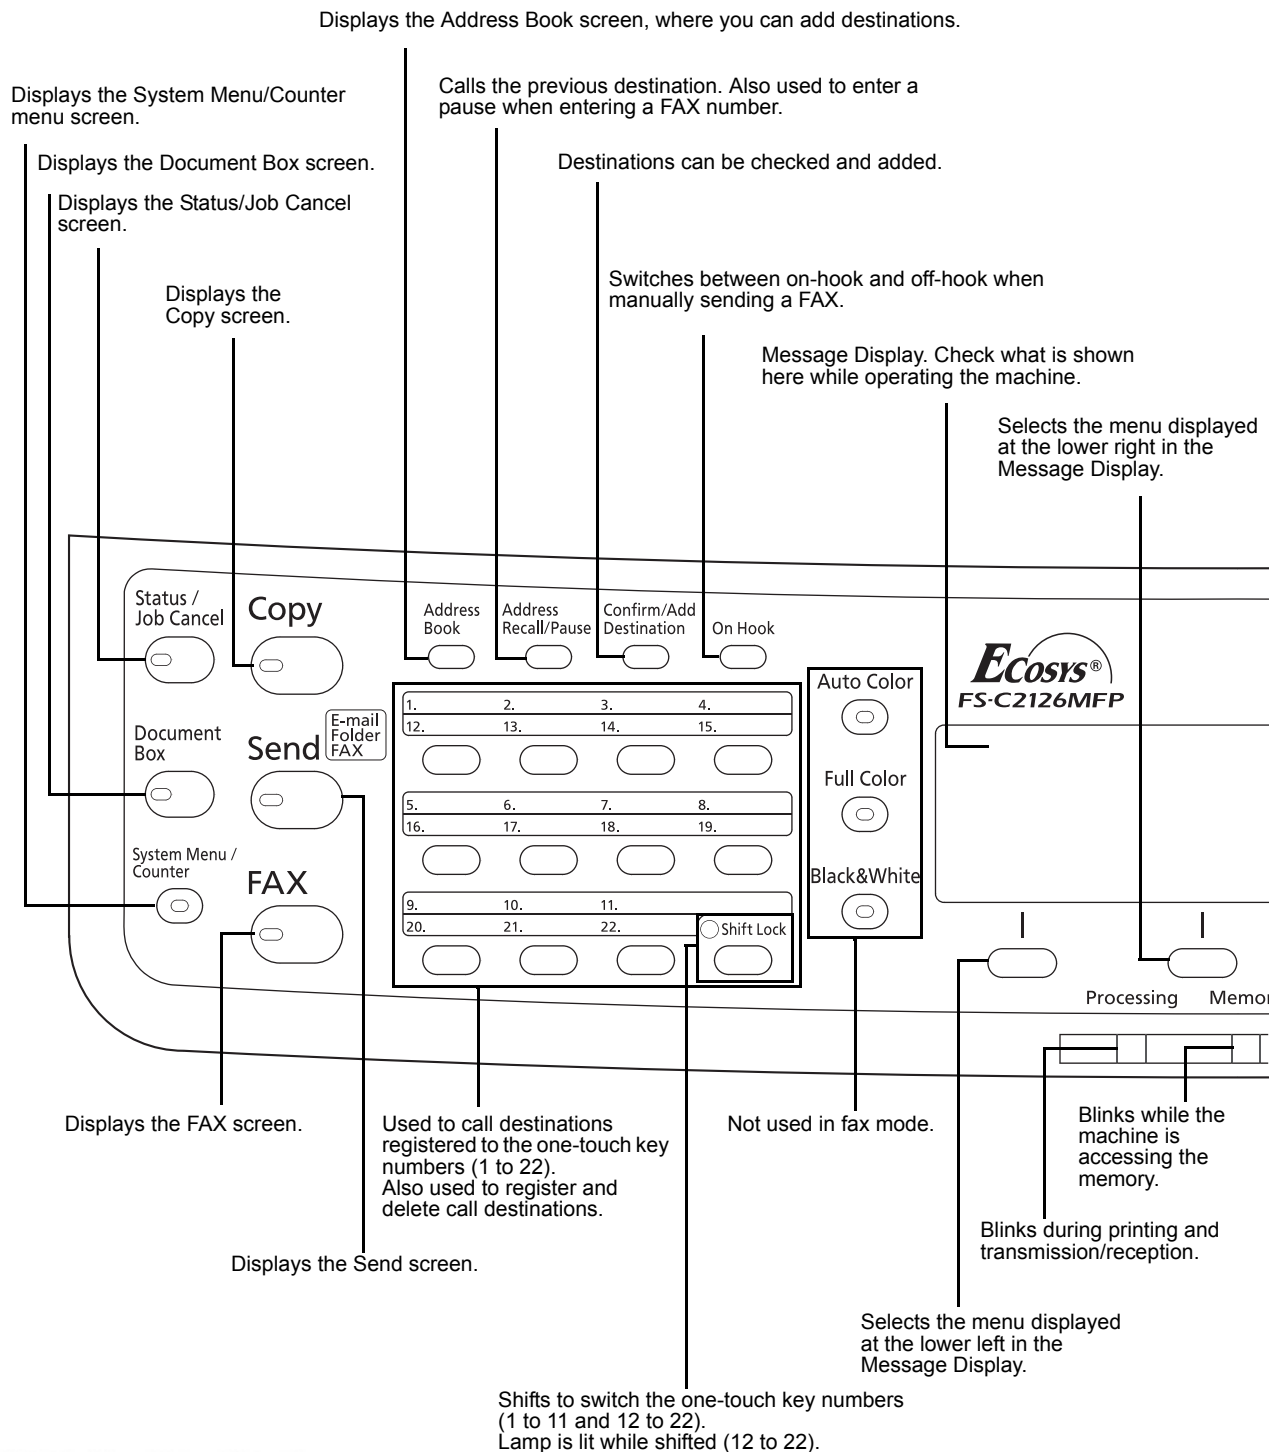 Displays the Address Book screen, where you can add destinations.
Calls the previous destination. Also used to enter a
pause when entering a FAX number.
Displays the System Menu/Counter
menu screen.
Displays the Document Box screen.
Destinations can be checked and added.
Displays the Status/Job Cancel
screen.
Displays the
Copy screen.
Switches between on-hook and off-hook when
manually sending a FAX.
Message Display. Check what is shown
here while operating the machine.
Selects the menu displayed
at the lower right in the
Message Display.
Status /
Job Cancel
Copy
Address
Book
Address
Recall/Pause
Confirm/Add
Destination
On Hook
ECOSYS®
FS-C2126MFP
Auto Color
1. 2. 3. 4.
12. 13. 14. 15.
Document
Box
Send
E-mail
Folder
FAX
Full Color
5. 6. 7. 8.
16. 17. 18. 19.
System Menu /
Counter
FAX
Black&White
9. 10. 11.
20. 21. 22.
Shift Lock
Processing Memor
Displays the FAX screen.
Used to call destinations
registered to the one-touch key
numbers (1 to 22).
Also used to register and
delete call destinations.
Not used in fax mode.
Blinks while the
machine is
accessing the
memory.
Blinks during printing and
transmission/reception.
Displays the Send screen.
Selects the menu displayed
at the lower left in the
Message Display.
Shifts to switch the one-touch key numbers
(1 to 11 and 12 to 22).
Lamp is lit while shifted (12 to 22).